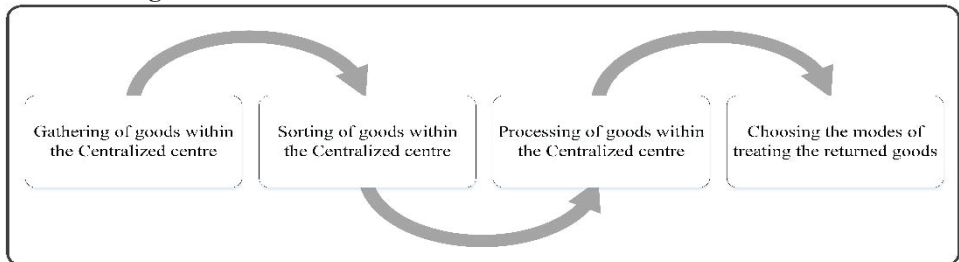 Gathering of goods within
the Centralized centre
Sorting of goods within
the Centralized centre
Processing of goods within
the Centralized centre
Choosing the modes of
treating the returned goods